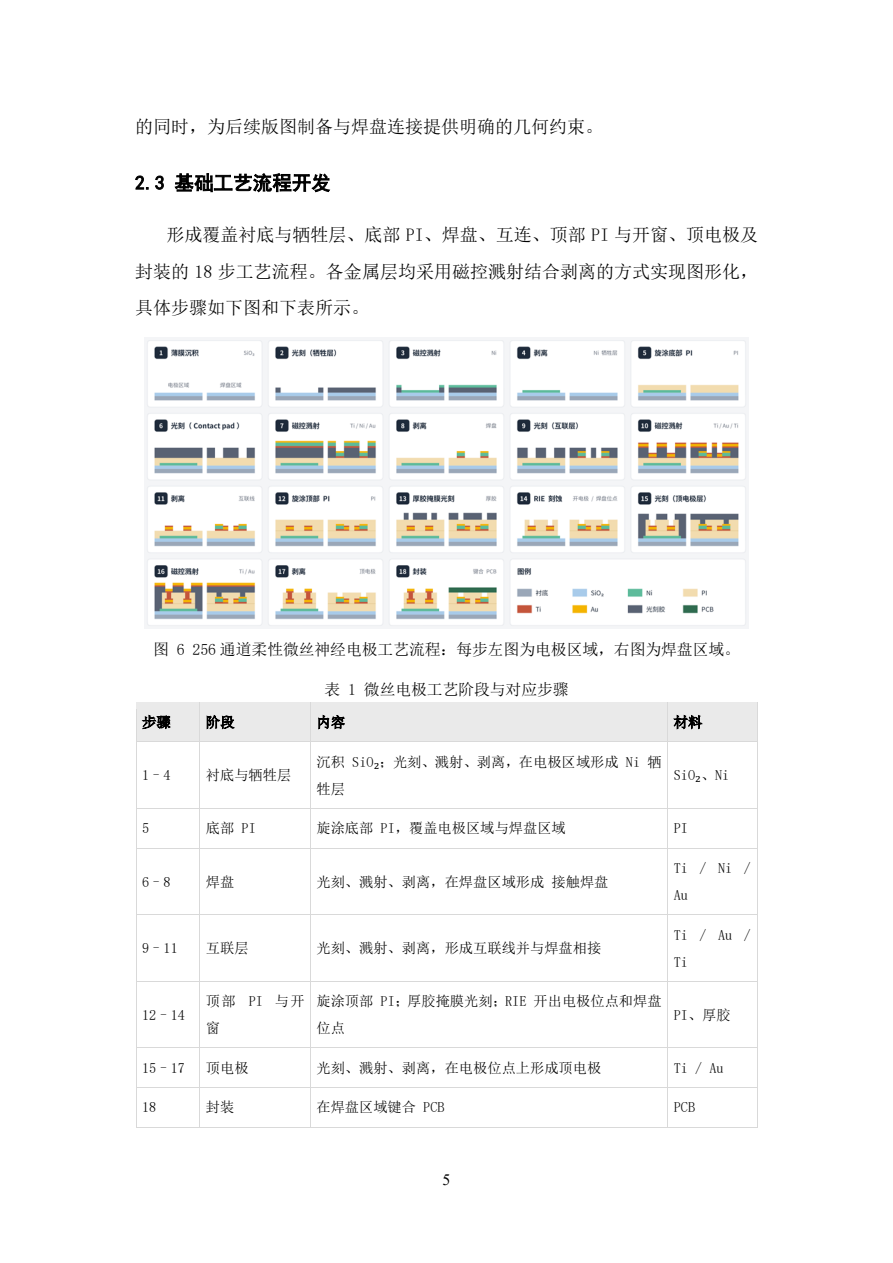 的同时，为后续版图制备与焊盘连接提供明确的几何约束。
2.3 基础工艺流程开发
形成覆盖衬底与牺牲层、底部 PI、焊盘、互连、顶部 PI 与开窗、顶电极及
封装的 18 步工艺流程。各金属层均采用磁控溅射结合剥离的方式实现图形化，
具体步骤如下图和下表所示。
1 薄膜沉积 SiO₂
电极区域 焊盘区域
2 光刻（牺牲层）
3 磁控溅射 Ni
4 剥离 Ni 牺牲层
5 旋涂底部 PI PI
6 光刻（ Contact pad ）
7 磁控溅射 Ti / Ni / Au
8 剥离 焊盘
9 光刻（互联层）
10 磁控溅射 Ti / Au / Ti
11 剥离 互联线
12 旋涂顶部 PI PI
13 厚胶掩膜光刻 厚胶
14 RIE 刻蚀 开电极 / 焊盘位点
15 光刻（顶电极层）
16 磁控溅射 Ti / Au
17 剥离 顶电极
18 封装 键合 PCB
图例
衬底 SiO₂ Ni PI
Ti Au 光刻胶 PCB
图 6 256 通道柔性微丝神经电极工艺流程：每步左图为电极区域，右图为焊盘区域。
表 1 微丝电极工艺阶段与对应步骤
步骤 阶段 内容 材料
1–4 衬底与牺牲层 沉积 SiO₂；光刻、溅射、剥离，在电极区域形成 Ni 牺
牲层 SiO₂、Ni
5 底部 PI 旋涂底部 PI，覆盖电极区域与焊盘区域 PI
6–8 焊盘 光刻、溅射、剥离，在焊盘区域形成 接触焊盘 Ti / Ni /
Au
9–11 互联层 光刻、溅射、剥离，形成互联线并与焊盘相接 Ti / Au /
Ti
12–14 顶部 PI 与开
窗 旋涂顶部 PI；厚胶掩膜光刻；RIE 开出电极位点和焊盘
位点 PI、厚胶
15–17 顶电极 光刻、溅射、剥离，在电极位点上形成顶电极 Ti / Au
18 封装 在焊盘区域键合 PCB PCB
5